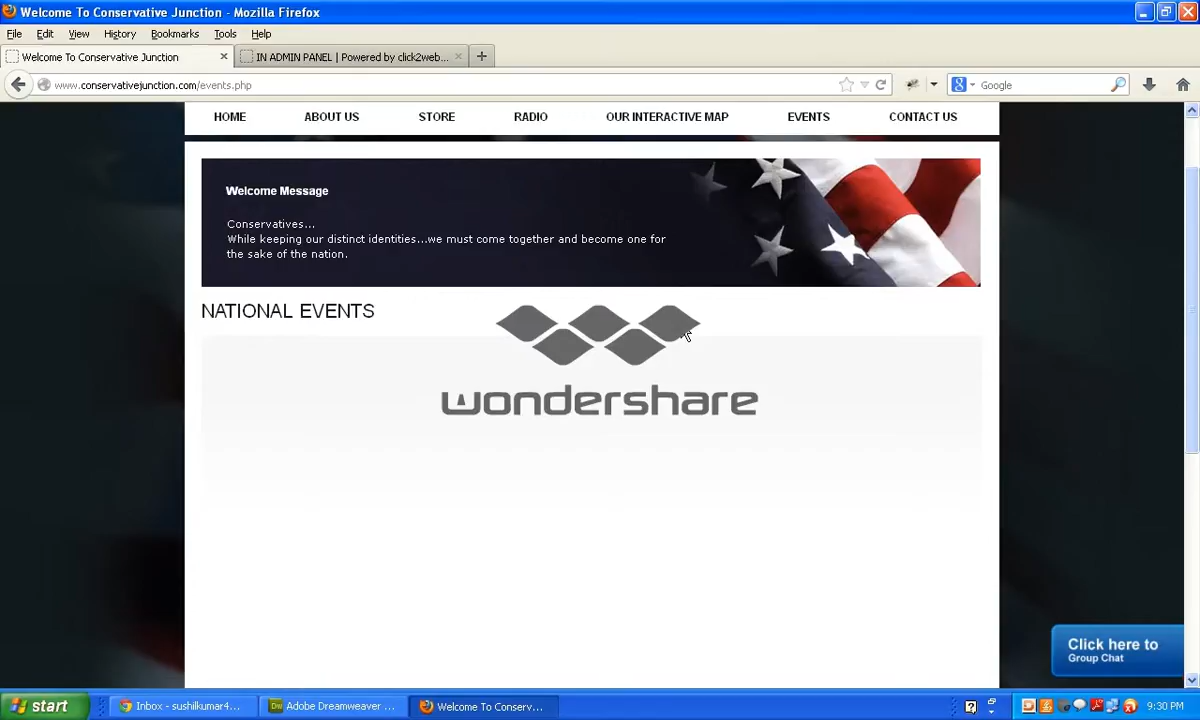 Welcome To Conservative Junction - Mozilla Firefox
File Edit View History Bookmarks Tools Help
Welcome To Conservative Junction
IN ADMIN PANEL | Powered by click2web...
www.conservativejunction.com/events.php
Google
HOME ABOUT US STORE RADIO OUR INTERACTIVE MAP EVENTS CONTACT US
Welcome Message
Conservatives...
While keeping our distinct identities...we must come together and become one for
the sake of the nation.
NATIONAL EVENTS
wondershare
Click here to
Group Chat
start
Inbox - sushilkumar4...
Adobe Dreamweaver ...
Welcome To Conserv...
9:30 PM